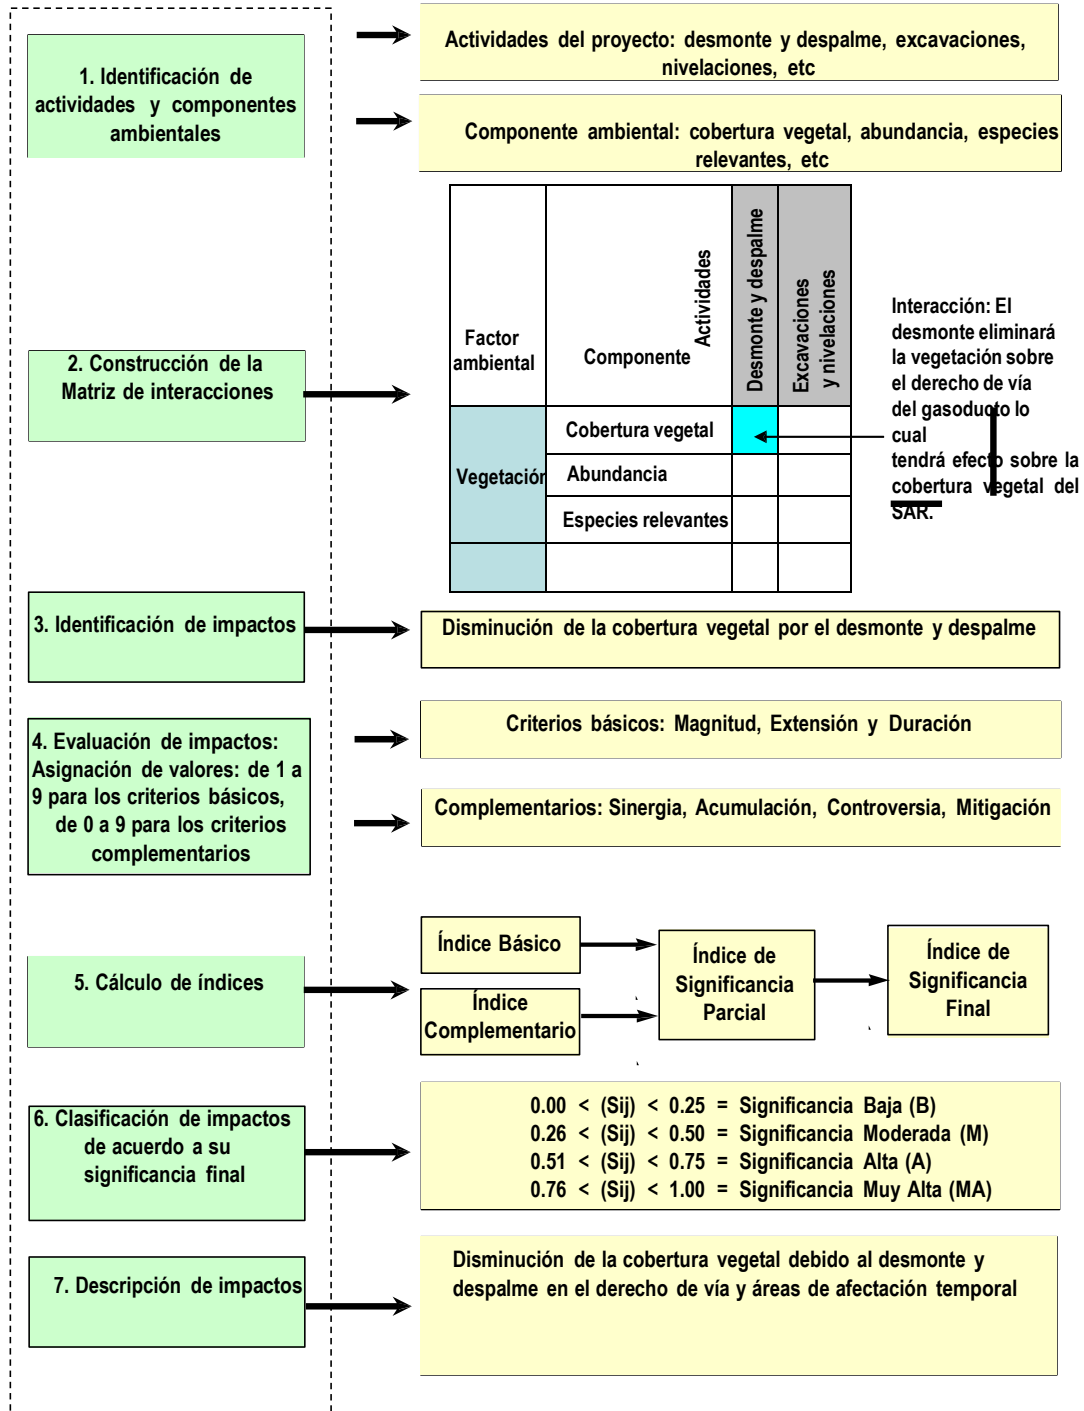 1. Identificación de
actividades y componentes
ambientales
Actividades del proyecto: desmonte y despalme, excavaciones,
nivelaciones, etc
Componente ambiental: cobertura vegetal, abundancia, especies
relevantes, etc
2. Construcción de la
Matriz de interacciones
Factor
ambiental
Componente
Actividades
Desmonte y despalme
Excavaciones
y nivelaciones
Vegetación
Cobertura vegetal
Abundancia
Especies relevantes
Interacción: El
desmonte eliminará
la vegetación sobre
el derecho de vía
del gasoducto lo
cual
tendrá efecto sobre la
cobertura vegetal del
SAR.
3. Identificación de impactos
Disminución de la cobertura vegetal por el desmonte y despalme
4. Evaluación de impactos:
Asignación de valores: de 1 a
9 para los criterios básicos,
de 0 a 9 para los criterios
complementarios
Criterios básicos: Magnitud, Extensión y Duración
Complementarios: Sinergia, Acumulación, Controversia, Mitigación
5. Cálculo de índices
Índice Básico
Índice
Complementario
Índice de
Significancia
Parcial
Índice de
Significancia
Final
6. Clasificación de impactos
de acuerdo a su
significancia final
0.00 < (Sij) < 0.25 = Significancia Baja (B)
0.26 < (Sij) < 0.50 = Significancia Moderada (M)
0.51 < (Sij) < 0.75 = Significancia Alta (A)
0.76 < (Sij) < 1.00 = Significancia Muy Alta (MA)
7. Descripción de impactos
Disminución de la cobertura vegetal debido al desmonte y
despalme en el derecho de vía y áreas de afectación temporal